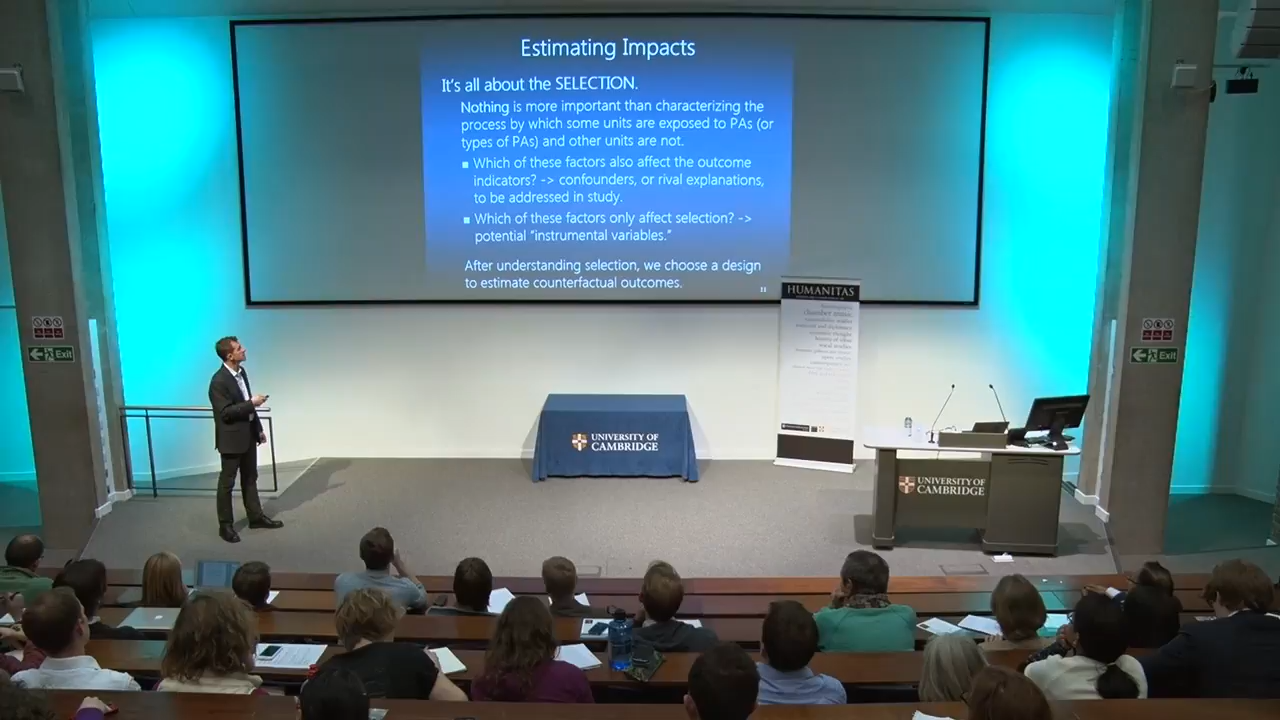 Estimating Impacts
It's all about the SELECTION.
Nothing is more important than characterizing the
process by which some units are exposed to PAs (or
types of PAs) and other units are not.
■ Which of these factors also affect the outcome
indicators? -> confounders, or rival explanations,
to be addressed in study.
■ Which of these factors only affect selection? ->
potential “instrumental variables.”
After understanding selection, we choose a design
to estimate counterfactual outcomes.
11
HUMANITAS
chamber music
Exit
Exit
UNIVERSITY OF
CAMBRIDGE
UNIVERSITY OF
CAMBRIDGE